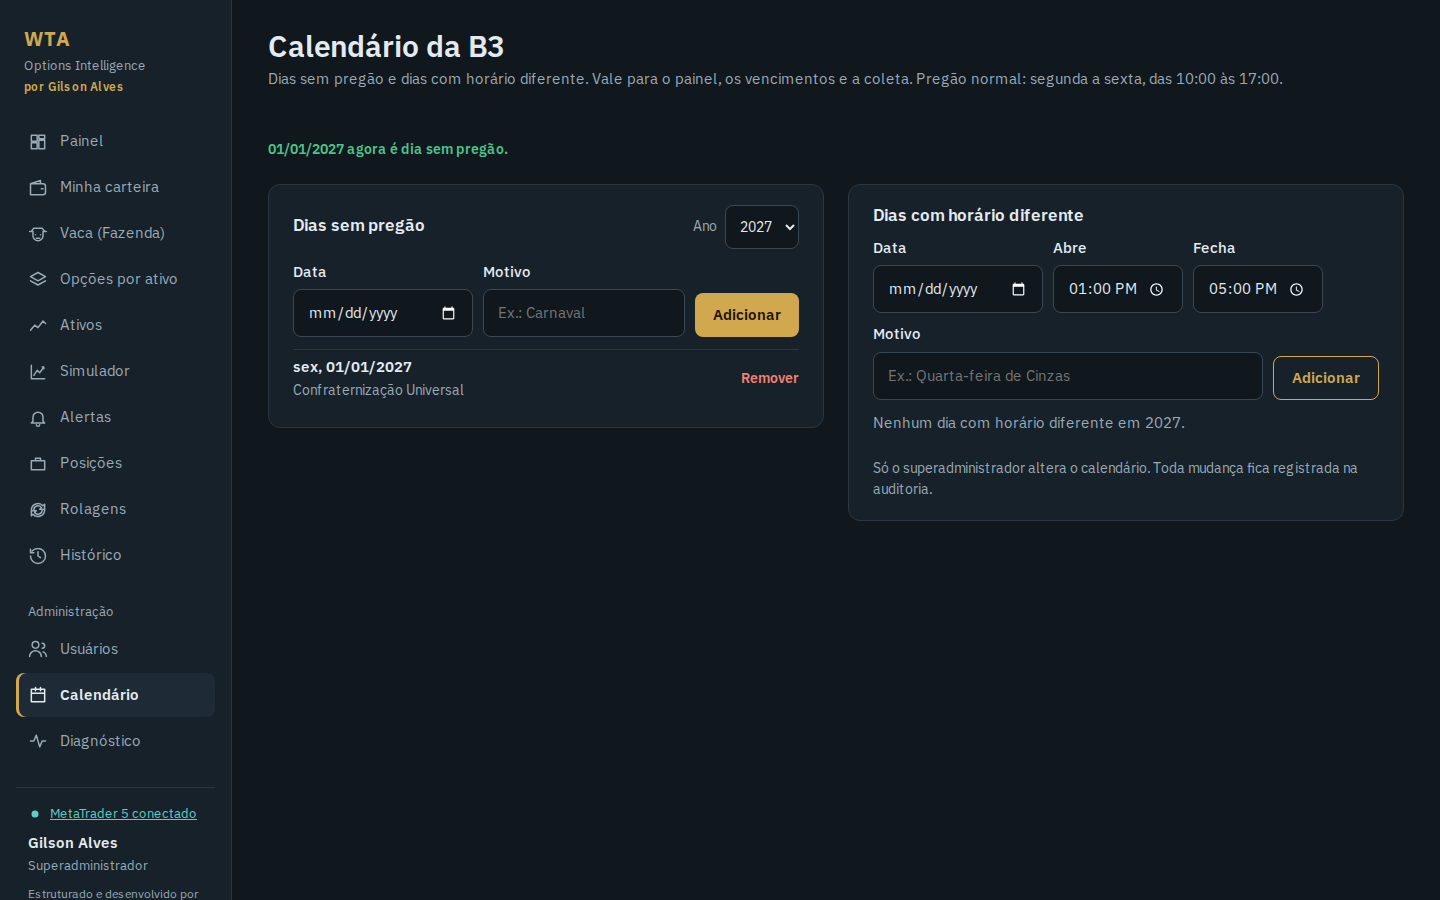 WTA
Options Intelligence
por Gilson Alves
Painel
Minha carteira
Vaca (Fazenda)
Opções por ativo
Ativos
Simulador
Alertas
Posições
Rolagens
Histórico
Administração
Usuários
Calendário
Diagnóstico
MetaTrader 5 conectado
Gilson Alves
Superadministrador
Estruturado e desenvolvido por
Calendário da B3
Dias sem pregão e dias com horário diferente. Vale para o painel, os vencimentos e a coleta. Pregão normal: segunda a sexta, das 10:00 às 17:00.
01/01/2027 agora é dia sem pregão.
Dias sem pregão
Ano 2027
Data Motivo
mm/dd/yyyy Ex.: Carnaval Adicionar
sex, 01/01/2027
Confraternização Universal
Remover
Dias com horário diferente
Data Abre Fecha
mm/dd/yyyy 01:00 PM 05:00 PM
Motivo
Ex.: Quarta-feira de Cinzas Adicionar
Nenhum dia com horário diferente em 2027.
Só o superadministrador altera o calendário. Toda mudança fica registrada na
auditoria.